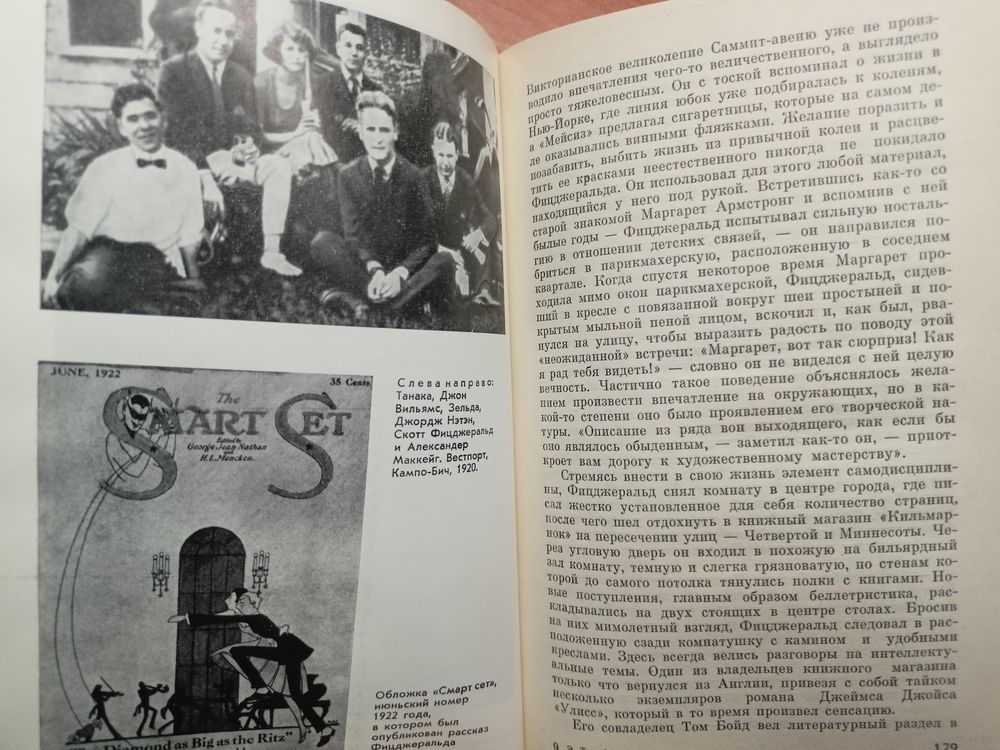 JUNE, 1922
35 Cents
The
SMART SET
Edited by
George Jean Nathan
and
H.L. Mencken
"The Diamond as Big as the Ritz"
Слева направо:
Танака, Джон
Вильямс, Зельда,
Джордж Нэтэн,
Скотт Фицджеральд
и Александер
Маккейг. Вестпорт,
Кампо-Бич, 1920.
Обложка «Смарт сет»,
июньский номер
1922 года,
в котором был
опубликован рассказ
Фицджеральда
Викторианское великолепие Саммит-авеню уже не произ-
водило впечатления чего-то величественного, а выглядело
просто тяжеловесным. Он с тоской вспоминал о жизни в
Нью-Йорке, где линия юбок уже подбиралась к коленям,
а «Мейсиз» предлагал сигаретницы, которые на самом де-
ле оказывались винными фляжками. Желание поразить и
позабавить, выбить жизнь из привычной колеи и расцве-
тить ее красками неестественного никогда не покидало
Фицджеральда. Он использовал для этого любой материал,
находящийся у него под рукой. Встретившись как-то со
старой знакомой Маргарет Армстронг и вспомнив с ней
былые годы — Фицджеральд испытывал сильную носталь-
гию в отношении детских связей, — он направился по-
бриться в парикмахерскую, расположенную в соседнем
квартале. Когда спустя некоторое время Маргарет про-
ходила мимо окон парикмахерской, Фицджеральд, сидев-
ший в кресле с повязанной вокруг шеи простыней и по-
крытым мыльной пеной лицом, вскочил и, как был, рва-
нулся на улицу, чтобы выразить радость по поводу этой
«неожиданной» встречи: «Маргарет, вот так сюрприз! Как
я рад тебя видеть!» — словно он не виделся с ней целую
вечность. Частично такое поведение объяснялось жела-
нием произвести впечатление на окружающих, но в ка-
кой-то степени оно было проявлением его творческой на-
туры. «Описание из ряда вон выходящего, как если бы
оно являлось обыденным, — заметил как-то он, — приот-
кроет вам дорогу к художественному мастерству».
Стремясь внести в свою жизнь элемент самодисципли-
ны, Фицджеральд снял комнату в центре города, где пи-
сал жестко установленное для себя количество страниц,
после чего шел отдохнуть в книжный магазин «Кильмар-
нок» на пересечении улиц — Четвертой и Миннесоты. Че-
рез угловую дверь он входил в похожую на бильярдный
зал комнату, темную и слегка грязноватую, по стенам ко-
торой до самого потолка тянулись полки с книгами. Но-
вые поступления, главным образом беллетристика, рас-
кладывались на двух стоящих в центре столах. Бросив
на них мимолетный взгляд, Фицджеральд следовал в рас-
положенную сзади комнатушку с камином и удобными
креслами. Здесь всегда велись разговоры на интеллекту-
альные темы. Один из владельцев книжного магазина
только что вернулся из Англии, привезя с собой тайком
несколько экземпляров романа Джеймса Джойса
«Улисс», который в то время произвел сенсацию.
Его совладелец Том Бойд вел литературный раздел в
129